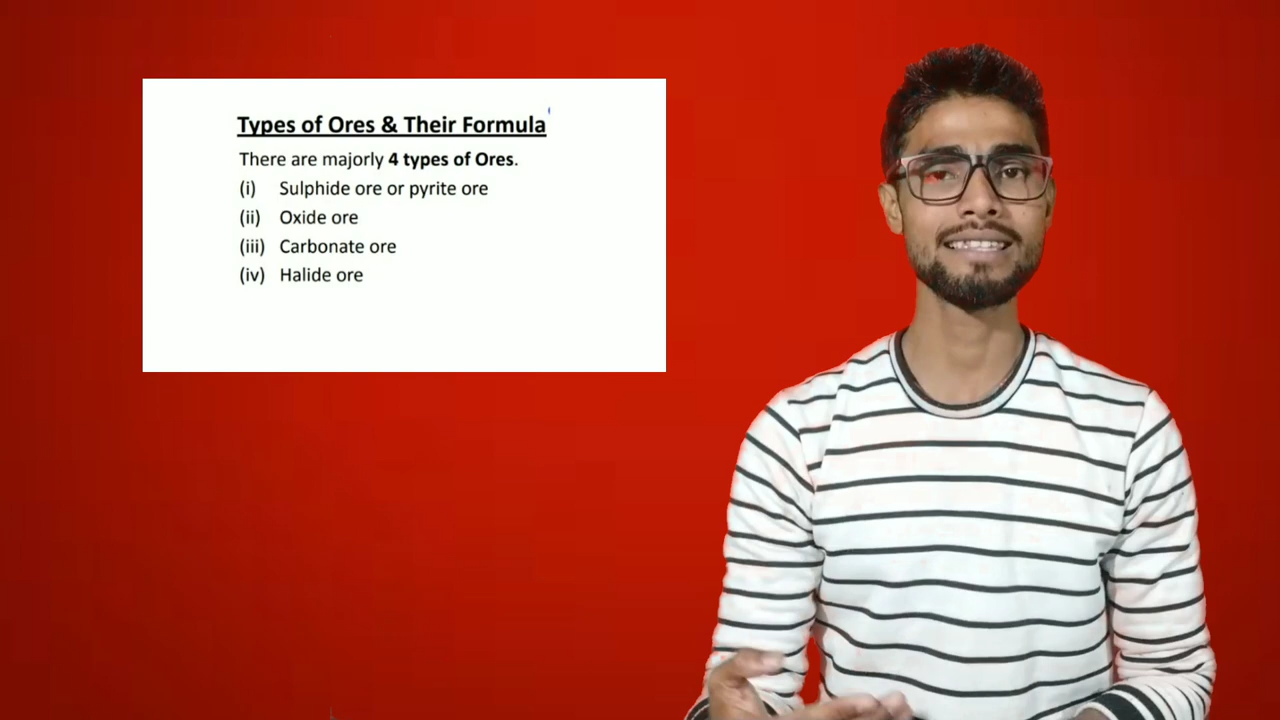 Types of Ores & Their Formula
There are majorly 4 types of Ores.
(i) Sulphide ore or pyrite ore
(ii) Oxide ore
(iii) Carbonate ore
(iv) Halide ore